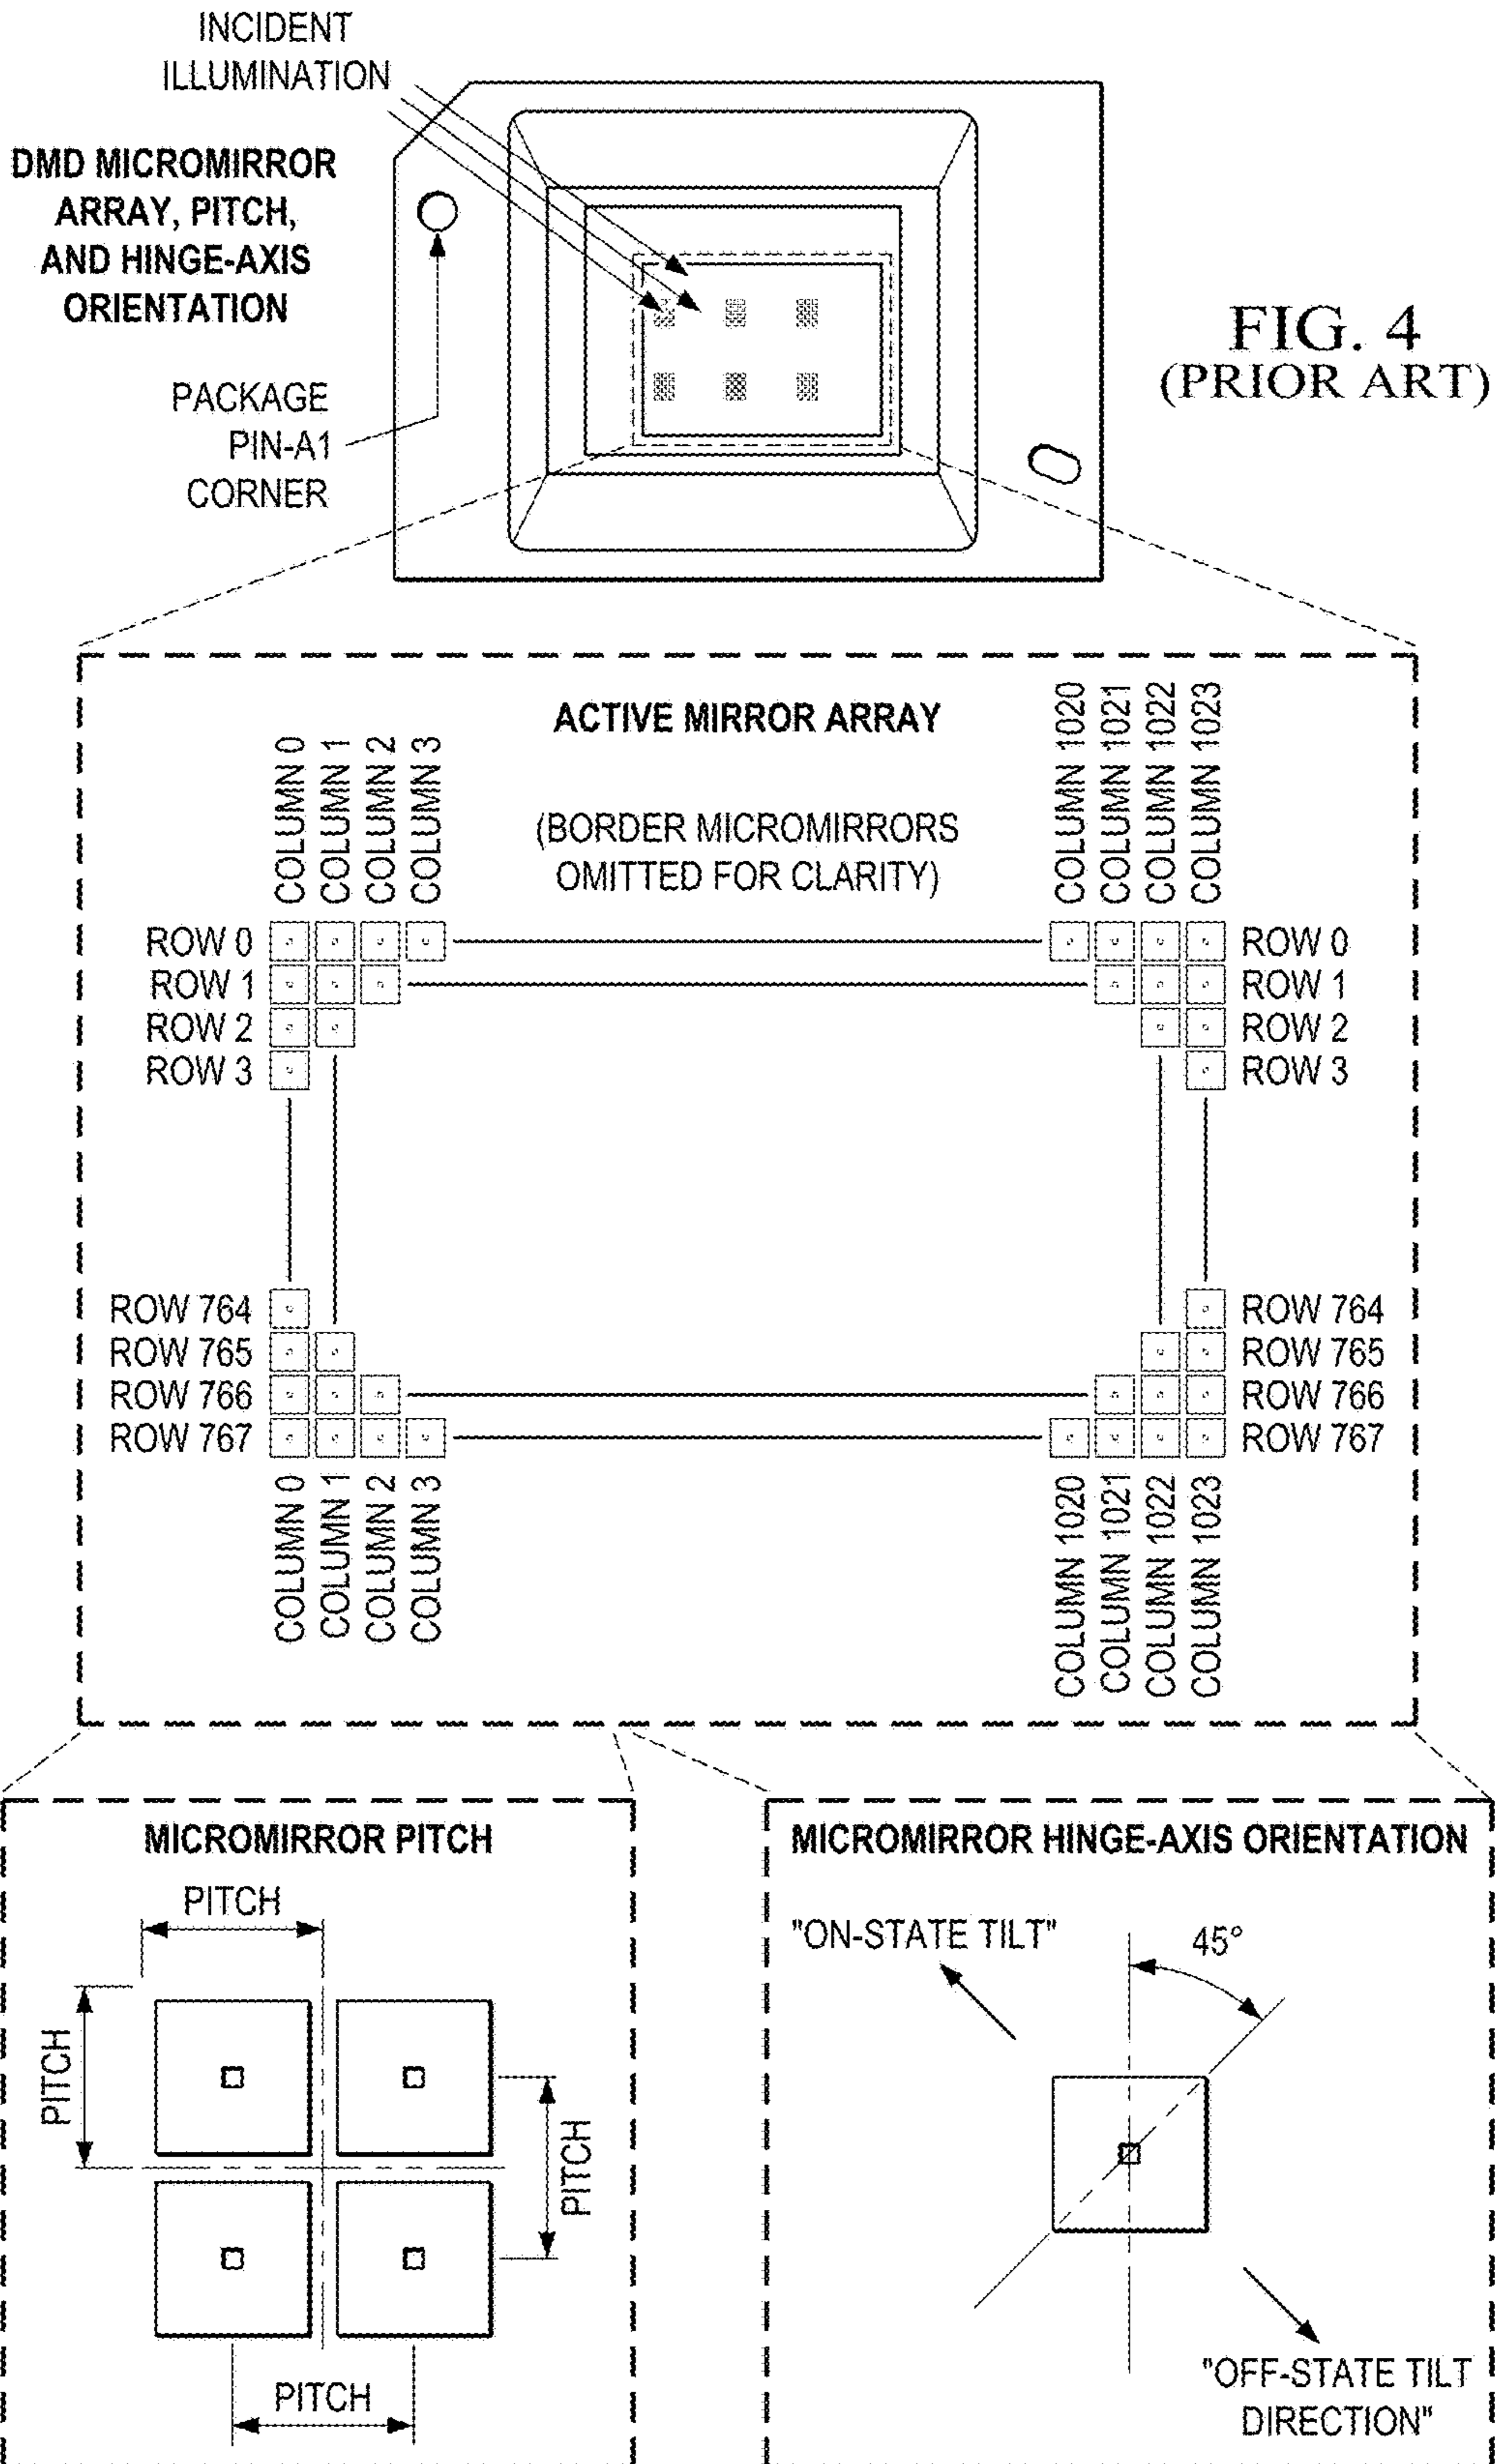 INCIDENT
ILLUMINATION
DMD MICROMIRROR
ARRAY, PITCH,
AND HINGE-AXIS
ORIENTATION
FIG. 4
(PRIOR ART)
PACKAGE
PIN-A1
CORNER
ACTIVE MIRROR ARRAY
(BORDER MICROMIRRORS
OMITTED FOR CLARITY)
COLUMN 0
COLUMN 1
COLUMN 2
COLUMN 3
COLUMN 1020
COLUMN 1021
COLUMN 1022
COLUMN 1023
ROW 0
ROW 0
ROW 1
ROW 1
ROW 2
ROW 2
ROW 3
ROW 3
ROW 764
ROW 764
ROW 765
ROW 765
ROW 766
ROW 766
ROW 767
ROW 767
COLUMN 0
COLUMN 1
COLUMN 2
COLUMN 3
COLUMN 1020
COLUMN 1021
COLUMN 1022
COLUMN 1023
MICROMIRROR PITCH
PITCH
PITCH
PITCH
PITCH
MICROMIRROR HINGE-AXIS ORIENTATION
"ON-STATE TILT"
45°
"OFF-STATE TILT
DIRECTION"